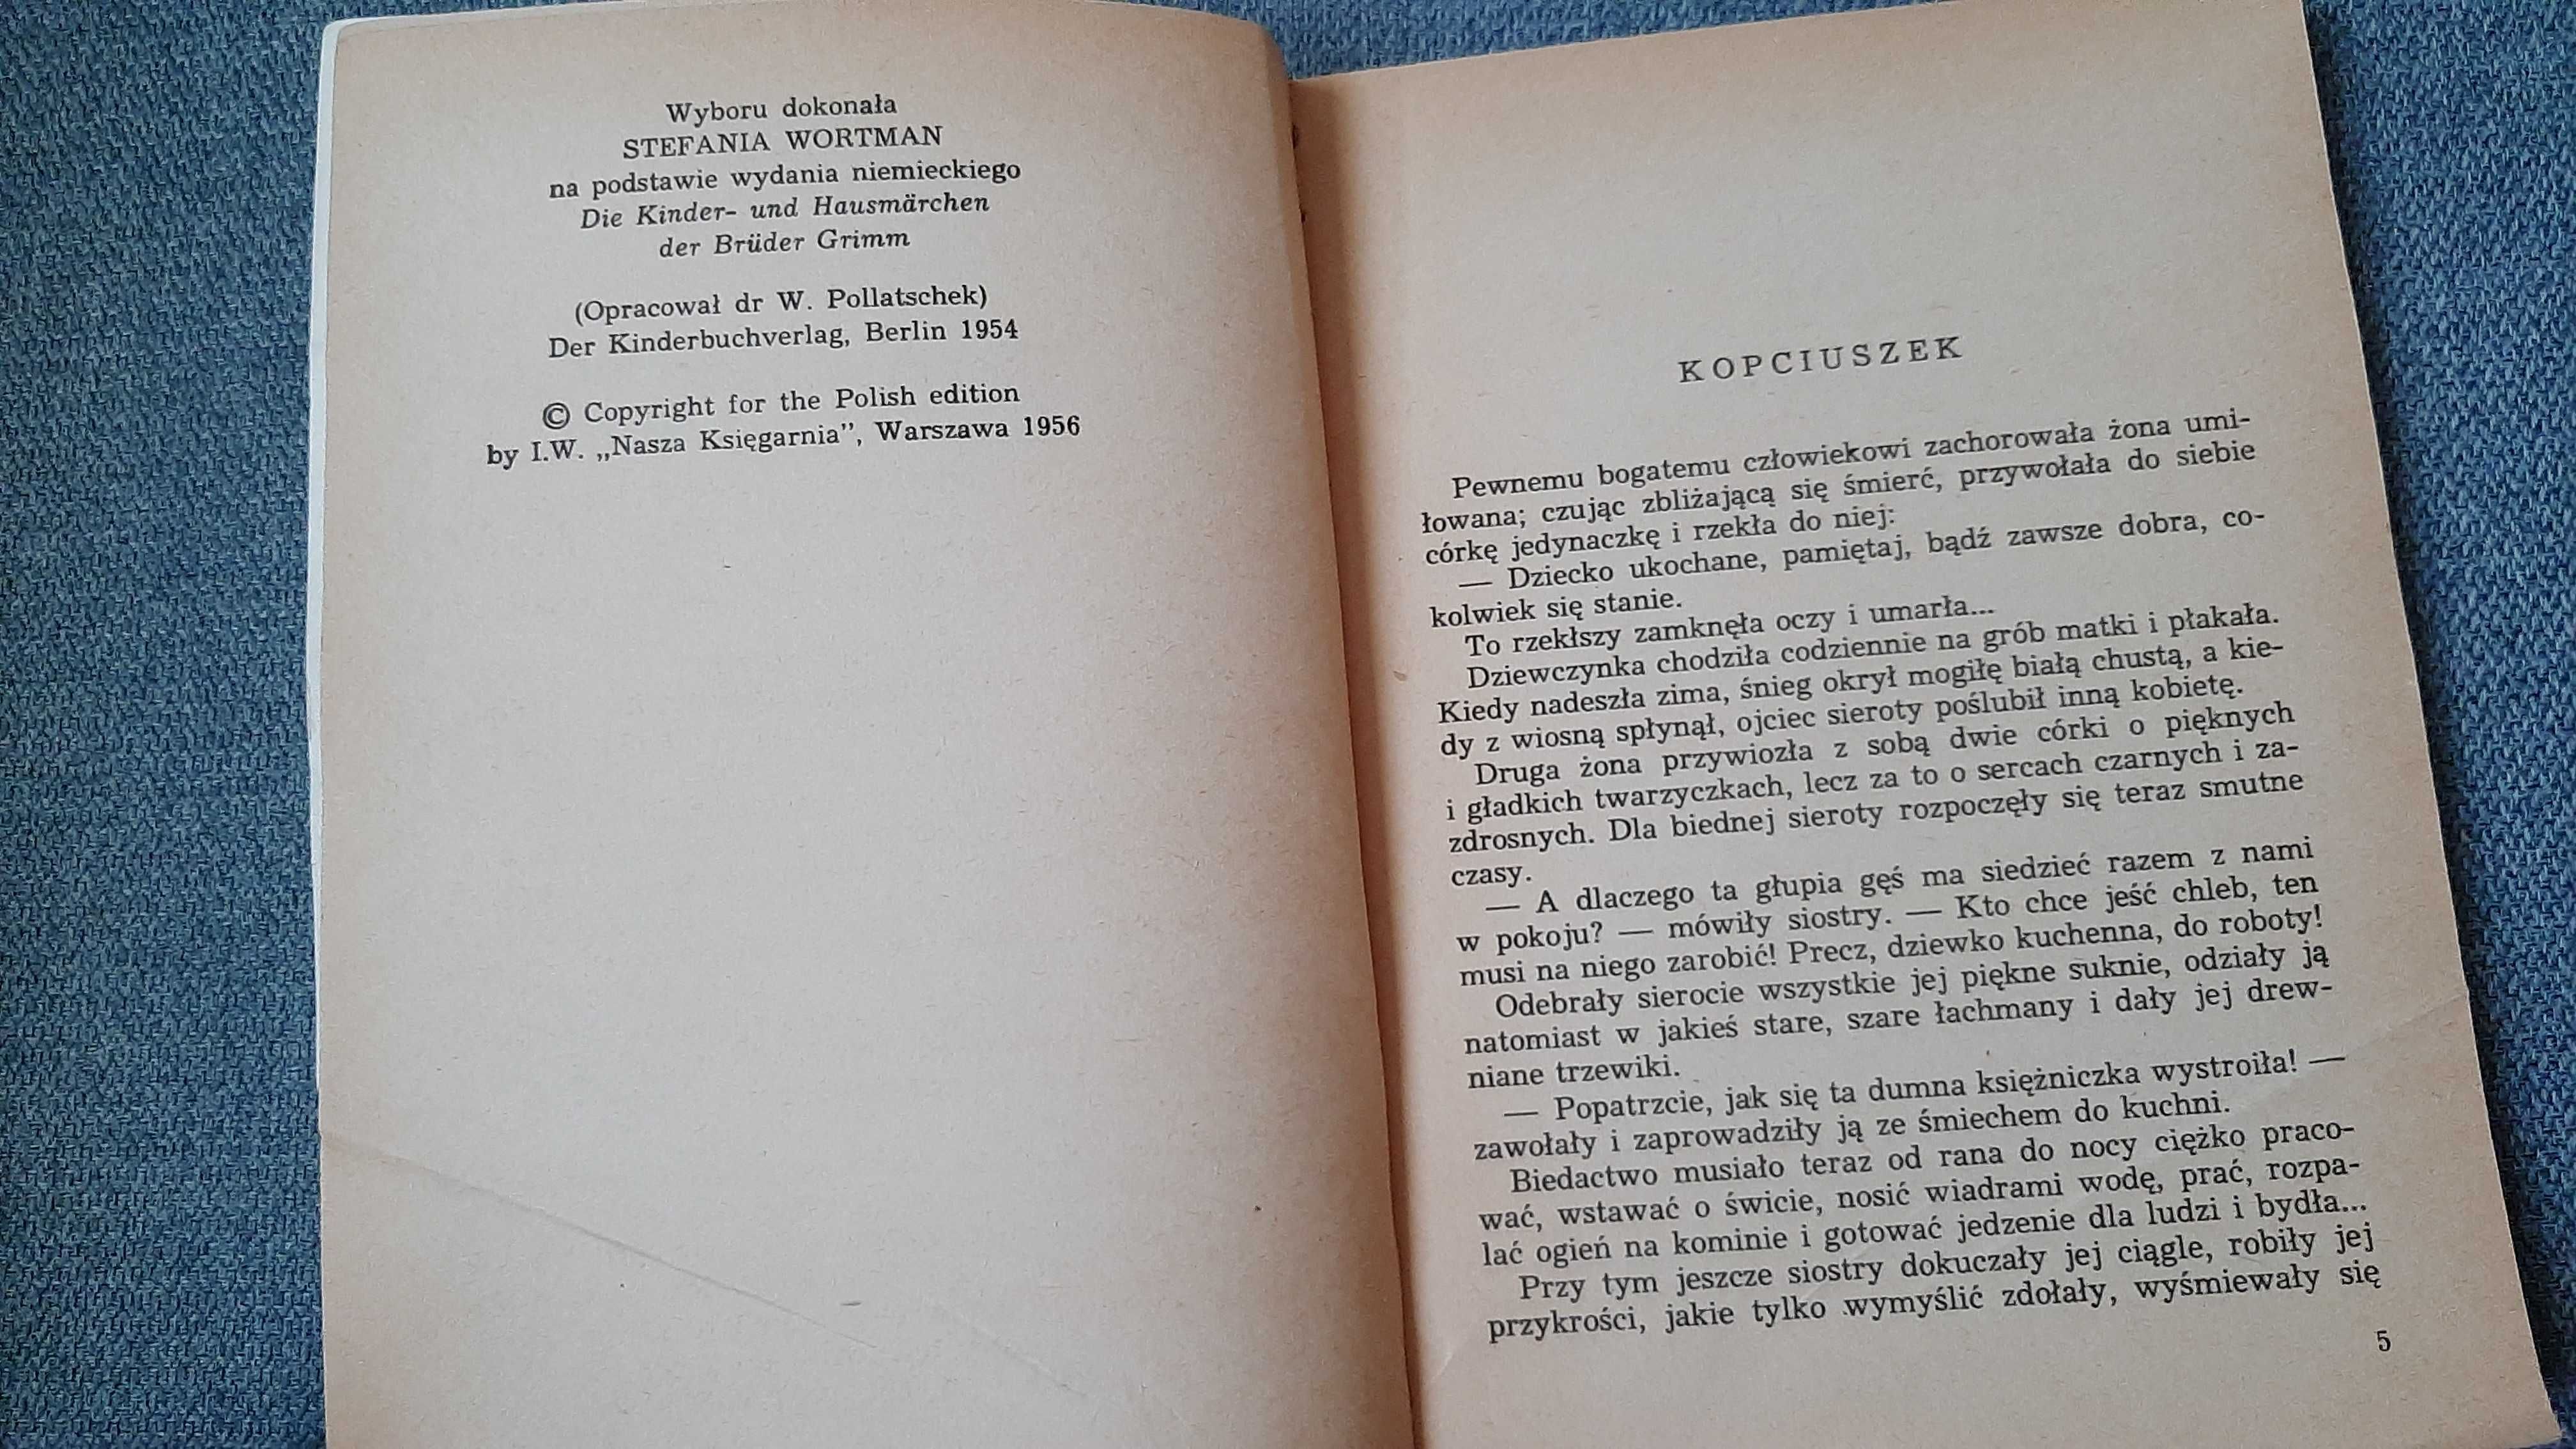 Wyboru dokonała
STEFANIA WORTMAN
na podstawie wydania niemieckiego
Die Kinder- und Hausmärchen
der Brüder Grimm
(Opracował dr W. Pollatschek)
Der Kinderbuchverlag, Berlin 1954
© Copyright for the Polish edition
by I.W. „Nasza Księgarnia”, Warszawa 1956
KOPCIUSZEK
Pewnemu bogatemu człowiekowi zachorowała żona umi-
łowana; czując zbliżającą się śmierć, przywołała do siebie
córkę jedynaczkę i rzekła do niej:
— Dziecko ukochane, pamiętaj, bądź zawsze dobra, co-
kolwiek się stanie.
To rzekłszy zamknęła oczy i umarła...
Dziewczynka chodziła codziennie na grób matki i płakała.
Kiedy nadeszła zima, śnieg okrył mogiłę białą chustą, a kie-
dy z wiosną spłynął, ojciec sieroty poślubił inną kobietę.
Druga żona przywiozła z sobą dwie córki o pięknych
i gładkich twarzyczkach, lecz za to o sercach czarnych i za-
zdrosnych. Dla biednej sieroty rozpoczęły się teraz smutne
czasy.
— A dlaczego ta głupia gęś ma siedzieć razem z nami
w pokoju? — mówiły siostry. — Kto chce jeść chleb, ten
musi na niego zarobić! Precz, dziewko kuchenna, do roboty!
Odebrały sierocie wszystkie jej piękne suknie, odziały ją
natomiast w jakieś stare, szare łachmany i dały jej drew-
niane trzewiki.
— Popatrzcie, jak się ta dumna księżniczka wystroiła! —
zawołały i zaprowadziły ją ze śmiechem do kuchni.
Biedactwo musiało teraz od rana do nocy ciężko praco-
wać, wstawać o świcie, nosić wiadrami wodę, prać, rozpa-
lać ogień na kominie i gotować jedzenie dla ludzi i bydła...
Przy tym jeszcze siostry dokuczały jej ciągle, robiły jej
przykrości, jakie tylko wymyślić zdołały, wyśmiewały się
5